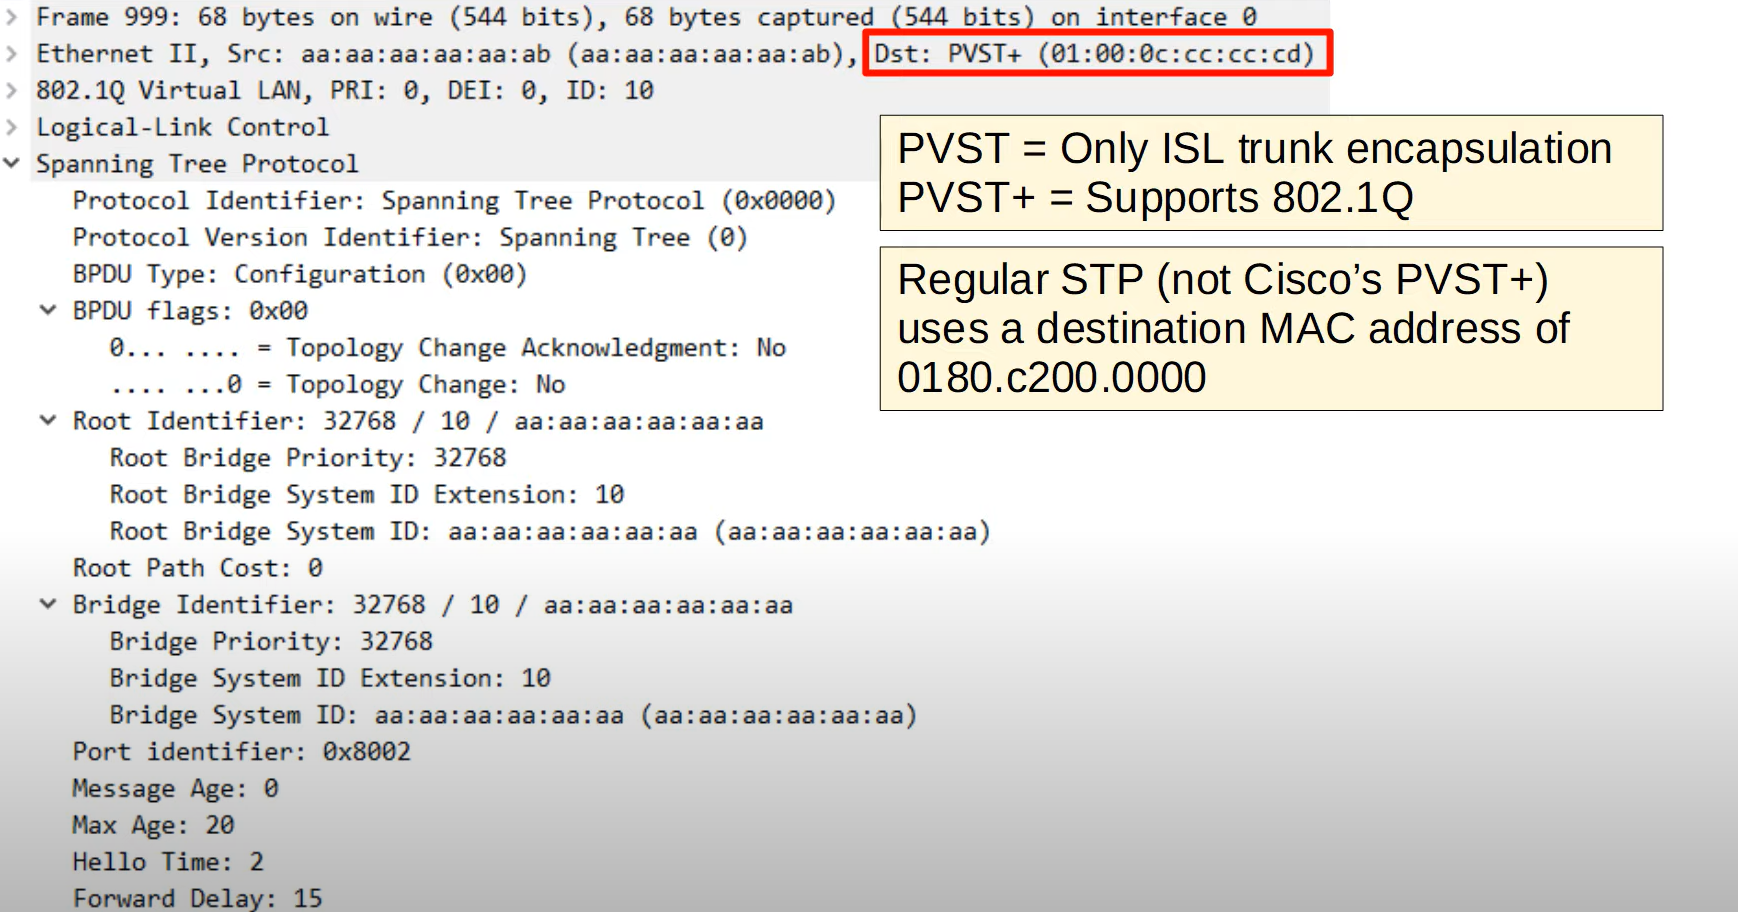 Frame 999: 68 bytes on wire (544 bits), 68 bytes captured (544 bits) on interface 0
Ethernet II, Src: aa:aa:aa:aa:aa:ab (aa:aa:aa:aa:aa:ab), Dst: PVST+ (01:00:0c:cc:cc:cd)
802.1Q Virtual LAN, PRI: 0, DEI: 0, ID: 10
Logical-Link Control
Spanning Tree Protocol
Protocol Identifier: Spanning Tree Protocol (0x0000)
Protocol Version Identifier: Spanning Tree (0)
BPDU Type: Configuration (0x00)
BPDU flags: 0x00
0... .... = Topology Change Acknowledgment: No
.... ...0 = Topology Change: No
Root Identifier: 32768 / 10 / aa:aa:aa:aa:aa:aa
Root Bridge Priority: 32768
Root Bridge System ID Extension: 10
Root Bridge System ID: aa:aa:aa:aa:aa:aa (aa:aa:aa:aa:aa:aa)
Root Path Cost: 0
Bridge Identifier: 32768 / 10 / aa:aa:aa:aa:aa:aa
Bridge Priority: 32768
Bridge System ID Extension: 10
Bridge System ID: aa:aa:aa:aa:aa:aa (aa:aa:aa:aa:aa:aa)
Port identifier: 0x8002
Message Age: 0
Max Age: 20
Hello Time: 2
Forward Delay: 15
PVST = Only ISL trunk encapsulation
PVST+ = Supports 802.1Q
Regular STP (not Cisco's PVST+)
uses a destination MAC address of
0180.c200.0000